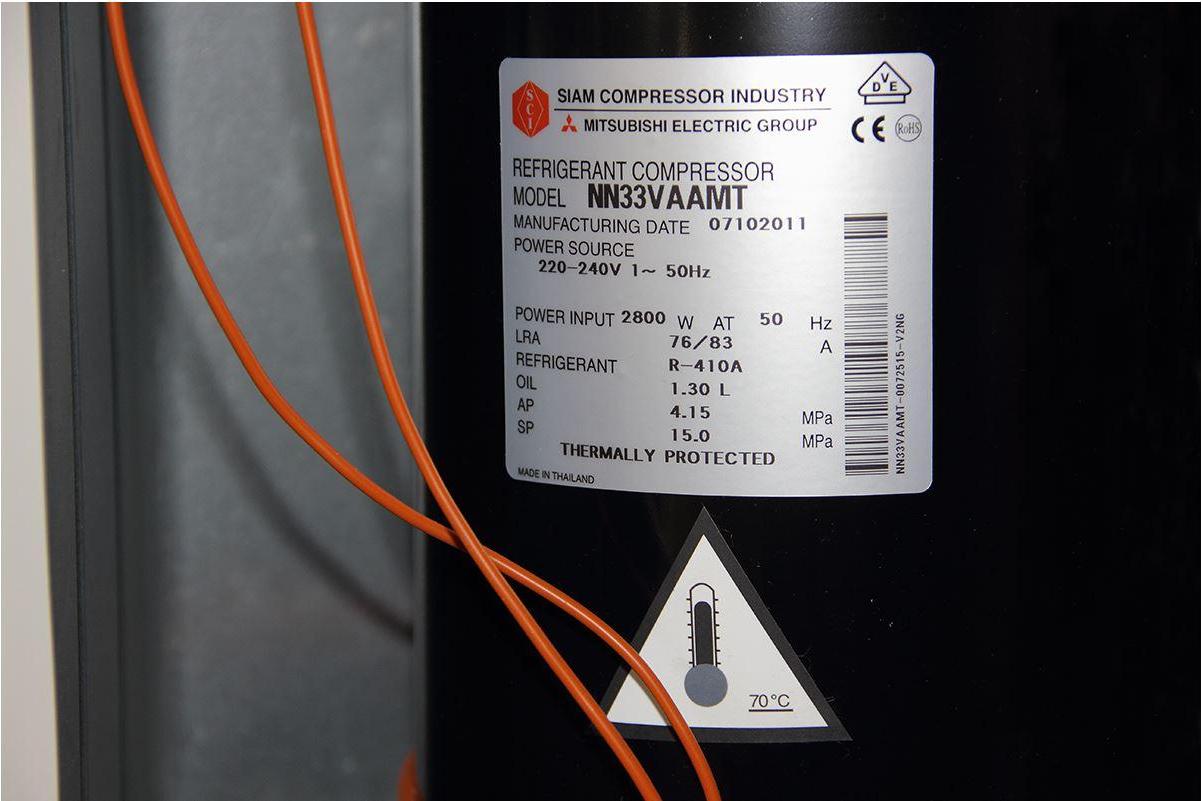 SCI
SIAM COMPRESSOR INDUSTRY
MITSUBISHI ELECTRIC GROUP
VDE
CE
RoHS
REFRIGERANT COMPRESSOR
MODEL NN33VAAMT
MANUFACTURING DATE 07102011
POWER SOURCE
220-240V 1~ 50Hz
POWER INPUT 2800 W AT 50 Hz
LRA 76/83 A
REFRIGERANT R-410A
OIL 1.30 L
AP 4.15 MPa
SP 15.0 MPa
THERMALLY PROTECTED
MADE IN THAILAND
NN33VAAMT-0072515-V2NG
70°C